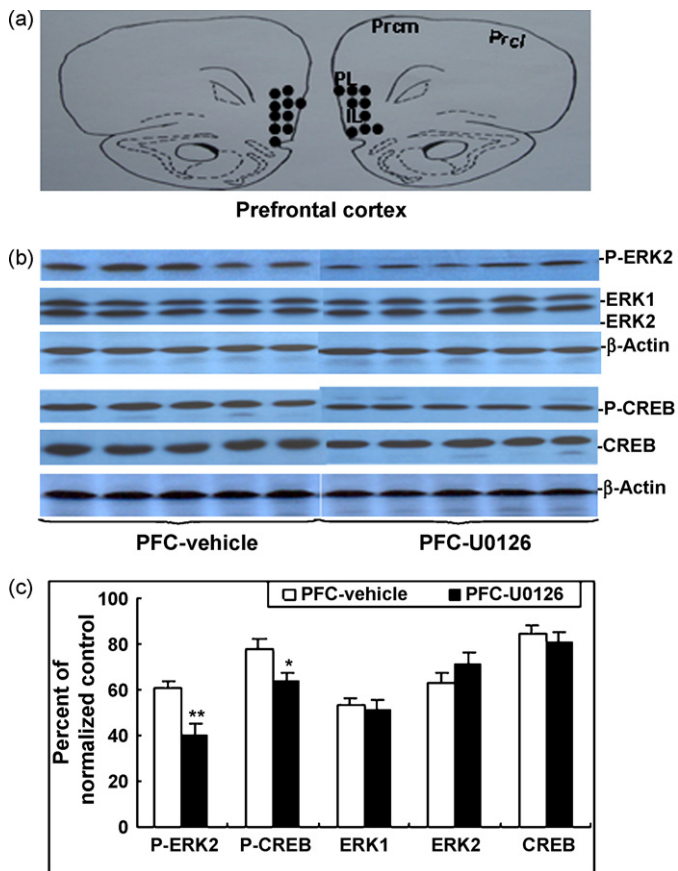 (a)
Prcm
Prcl
PL
IL
Prefrontal cortex
(b)
-P-ERK2
-ERK1
-ERK2
-β-Actin
-P-CREB
-CREB
-β-Actin
PFC-vehicle
PFC-U0126
(c)
PFC-vehicle
PFC-U0126
Percent of
normalized control
100
80
60
40
20
0
**
*
P-ERK2
P-CREB
ERK1
ERK2
CREB